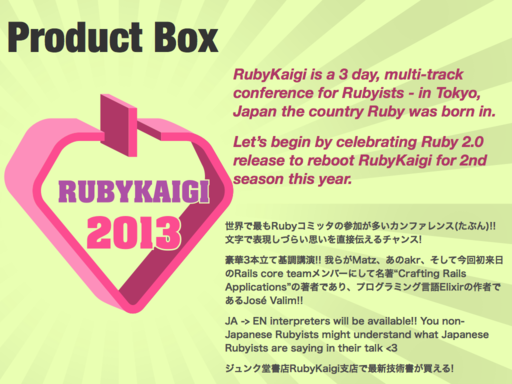 Product Box
RubyKaigi is a 3 day, multi-track
conference for Rubyists - in Tokyo,
Japan the country Ruby was born in.
Let's begin by celebrating Ruby 2.0
release to reboot RubyKaigi for 2nd
season this year.
RUBYKAIGI
2013
世界で最もRubyコミッタの参加が多いカンファレンス(たぶん)!!
文字で表現しづらい思いを直接伝えるチャンス!
豪華3本立て基調講演!! 我らがMatz、あのakr、そして今回初来日
のRails core teamメンバーにして名著“Crafting Rails
Applications”の著者であり、プログラミング言語Elixirの作者で
あるJosé Valim!!
JA -> EN interpreters will be available!! You non-
Japanese Rubyists might understand what Japanese
Rubyists are saying in their talk <3
ジュンク堂書店RubyKaigi支店で最新技術書が買える!